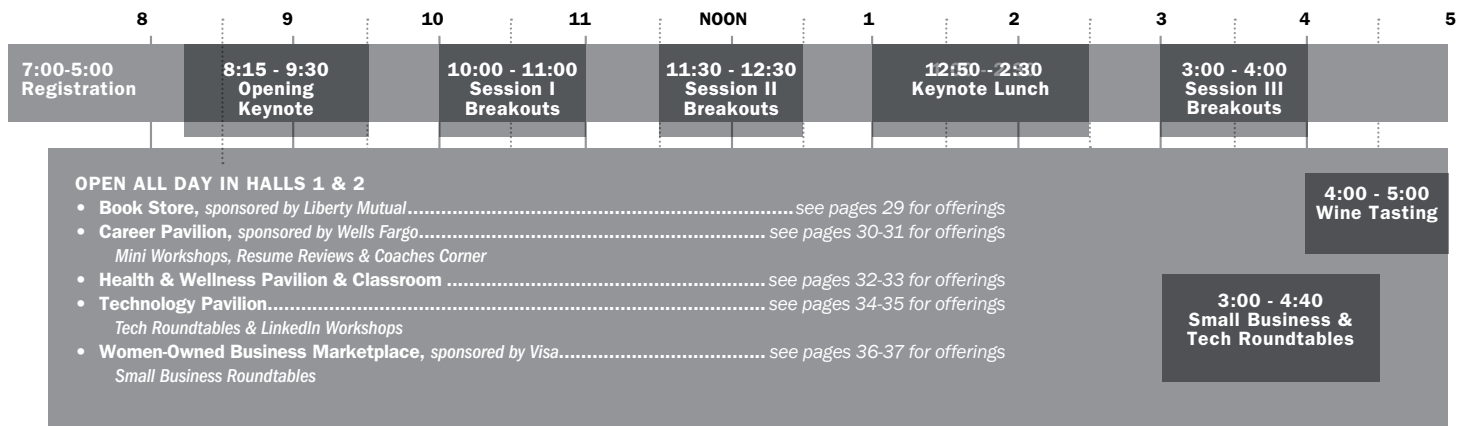 8 9 10 11 NOON 1 2 3 4 5
7:00-5:00
Registration
8:15 - 9:30
Opening
Keynote
10:00 - 11:00
Session I
Breakouts
11:30 - 12:30
Session II
Breakouts
Keynote Lunch
3:00 - 4:00
Session III
Breakouts
OPEN ALL DAY IN HALLS 1 & 2
• Book Store, sponsored by Liberty Mutual......................................................................................see pages 29 for offerings
• Career Pavilion, sponsored by Wells Fargo............................................................................. see pages 30-31 for offerings
Mini Workshops, Resume Reviews & Coaches Corner
• Health & Wellness Pavilion & Classroom ....................................................................... see pages 32-33 for offerings
• Technology Pavilion............................................................................................................... see pages 34-35 for offerings
Tech Roundtables & LinkedIn Workshops
• Women-Owned Business Marketplace, sponsored by Visa.............................................. see pages 36-37 for offerings
Small Business Roundtables
4:00 - 5:00
Wine Tasting
3:00 - 4:40
Small Business &
Tech Roundtables